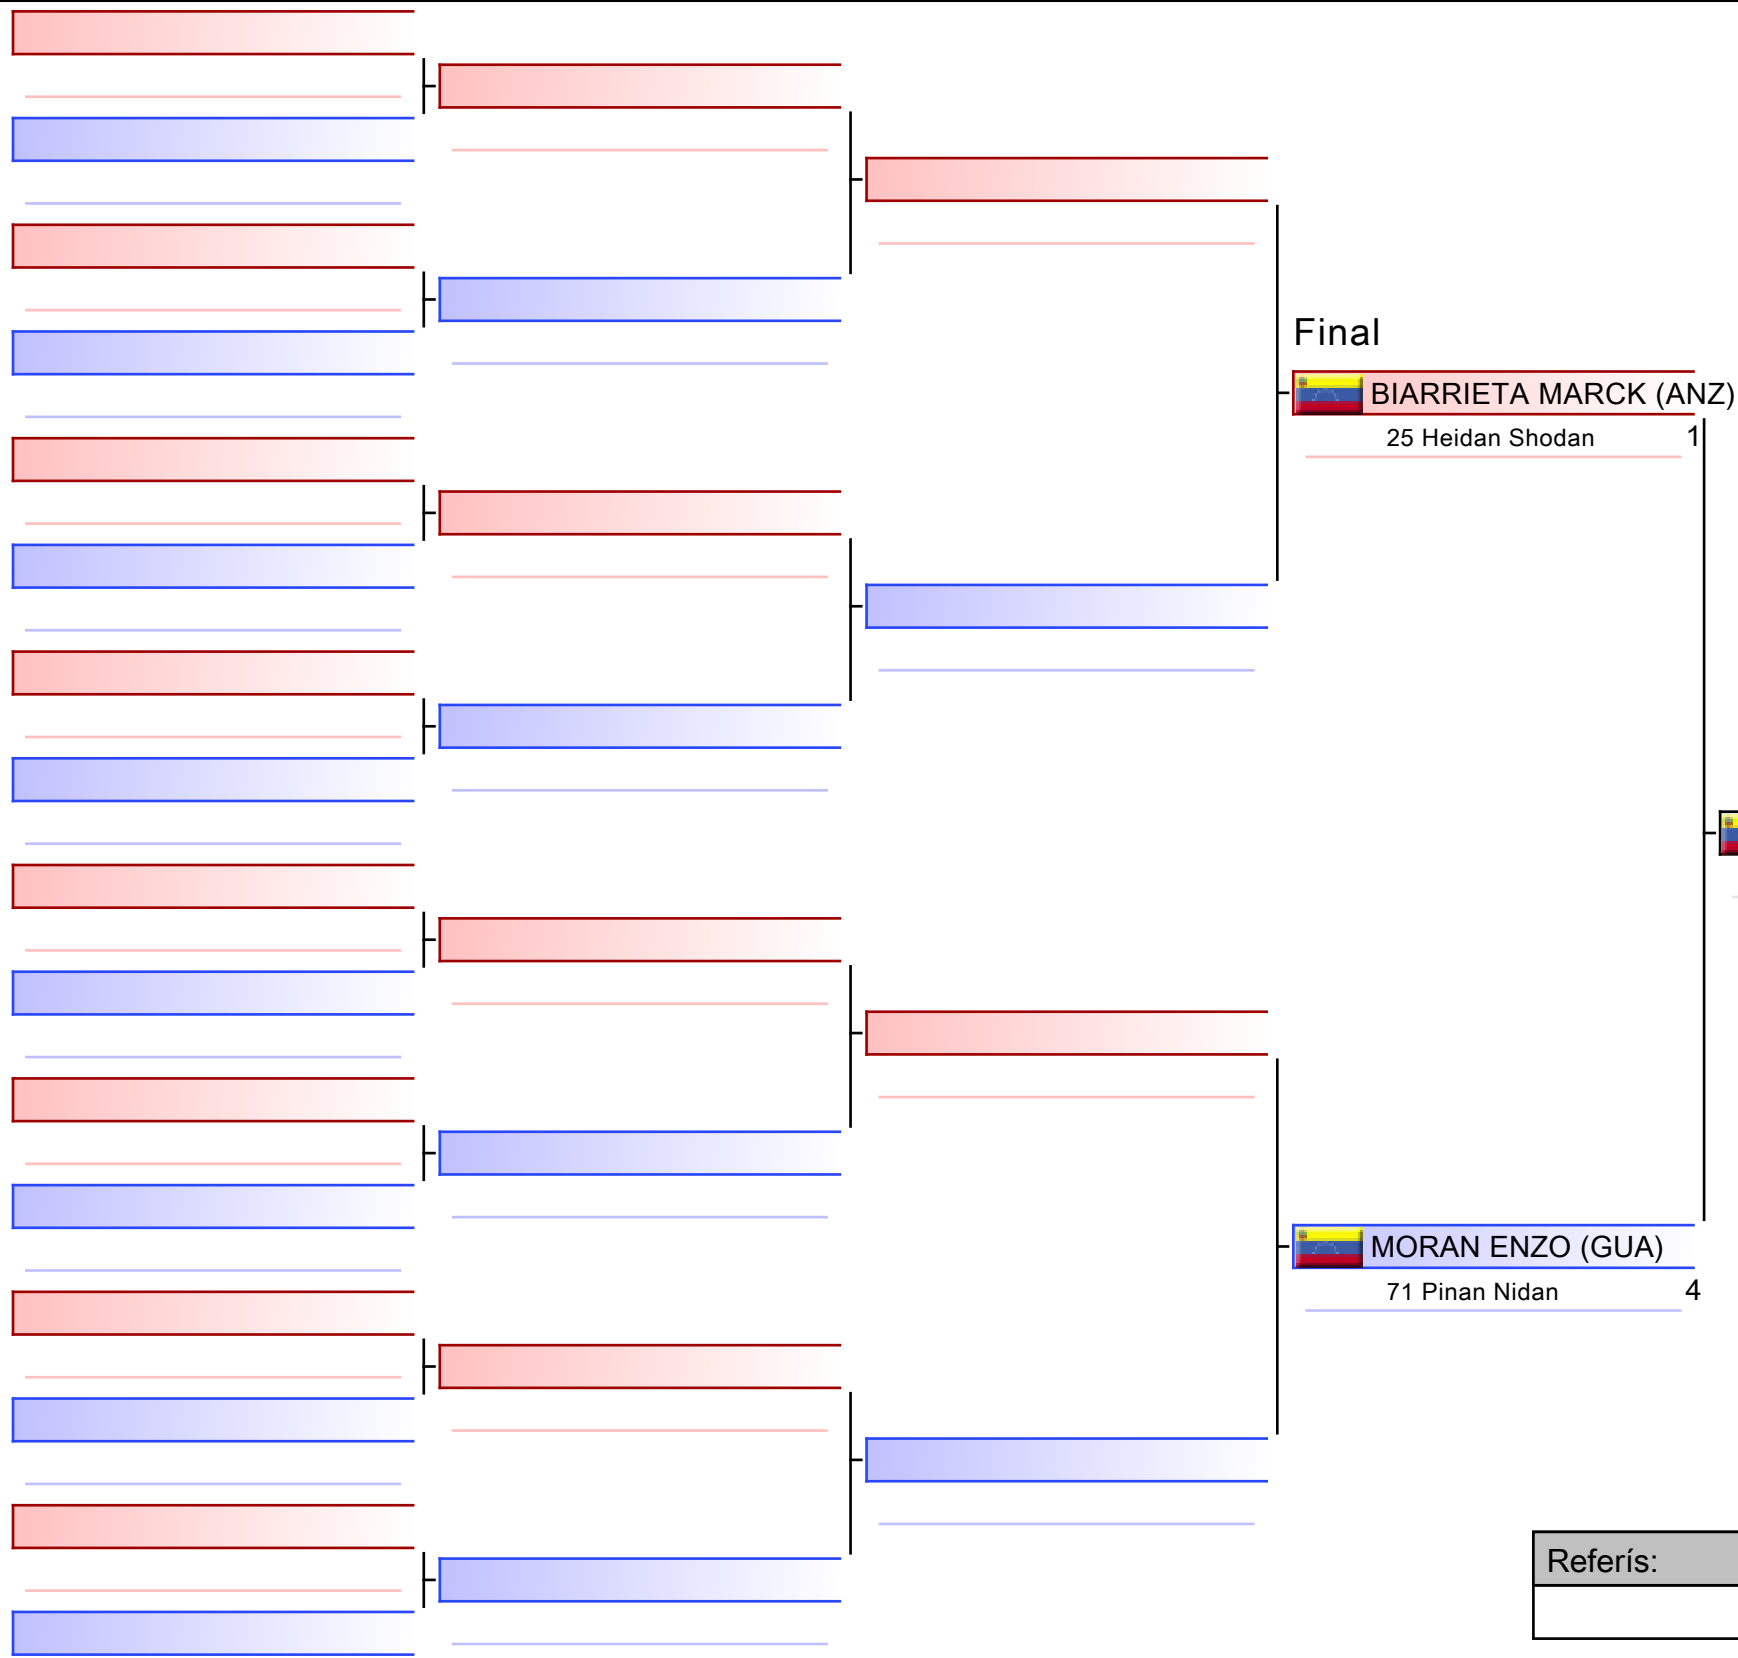 Final
BIARRIETA MARCK (ANZ)
25 Heidan Shodan 1
MORAN ENZO (GUA)
71 Pinan Nidan 4
Referís: